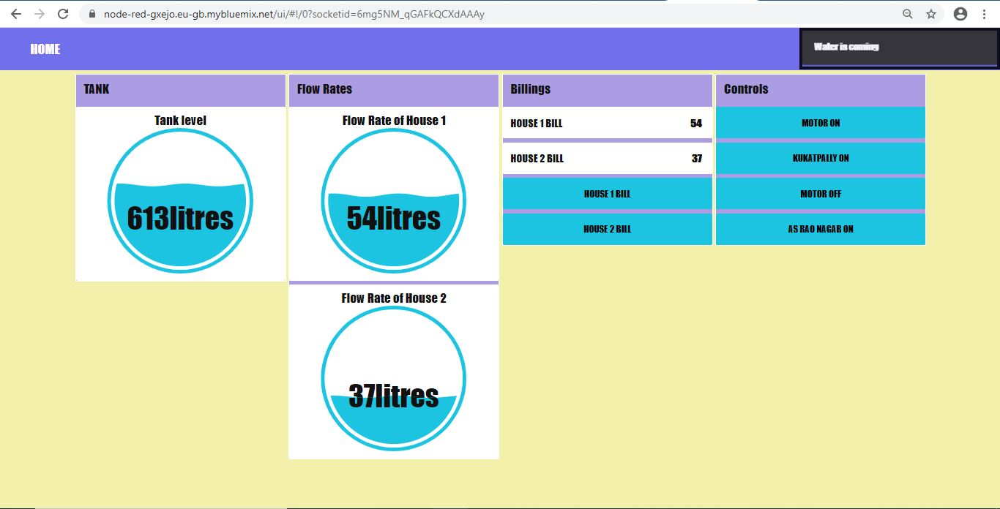 node-red-gxejo.eu-gb.mybluemix.net/ui/#!/0?socketid=6mg5NM_qGAFkQCXdAAAy
HOME
Water is coming
TANK
Tank level
613litres
Flow Rates
Flow Rate of House 1
54litres
Flow Rate of House 2
37litres
Billings
HOUSE 1 BILL 54
HOUSE 2 BILL 37
HOUSE 1 BILL
HOUSE 2 BILL
Controls
MOTOR ON
KUKATPALLY ON
MOTOR OFF
AS RAO NAGAR ON